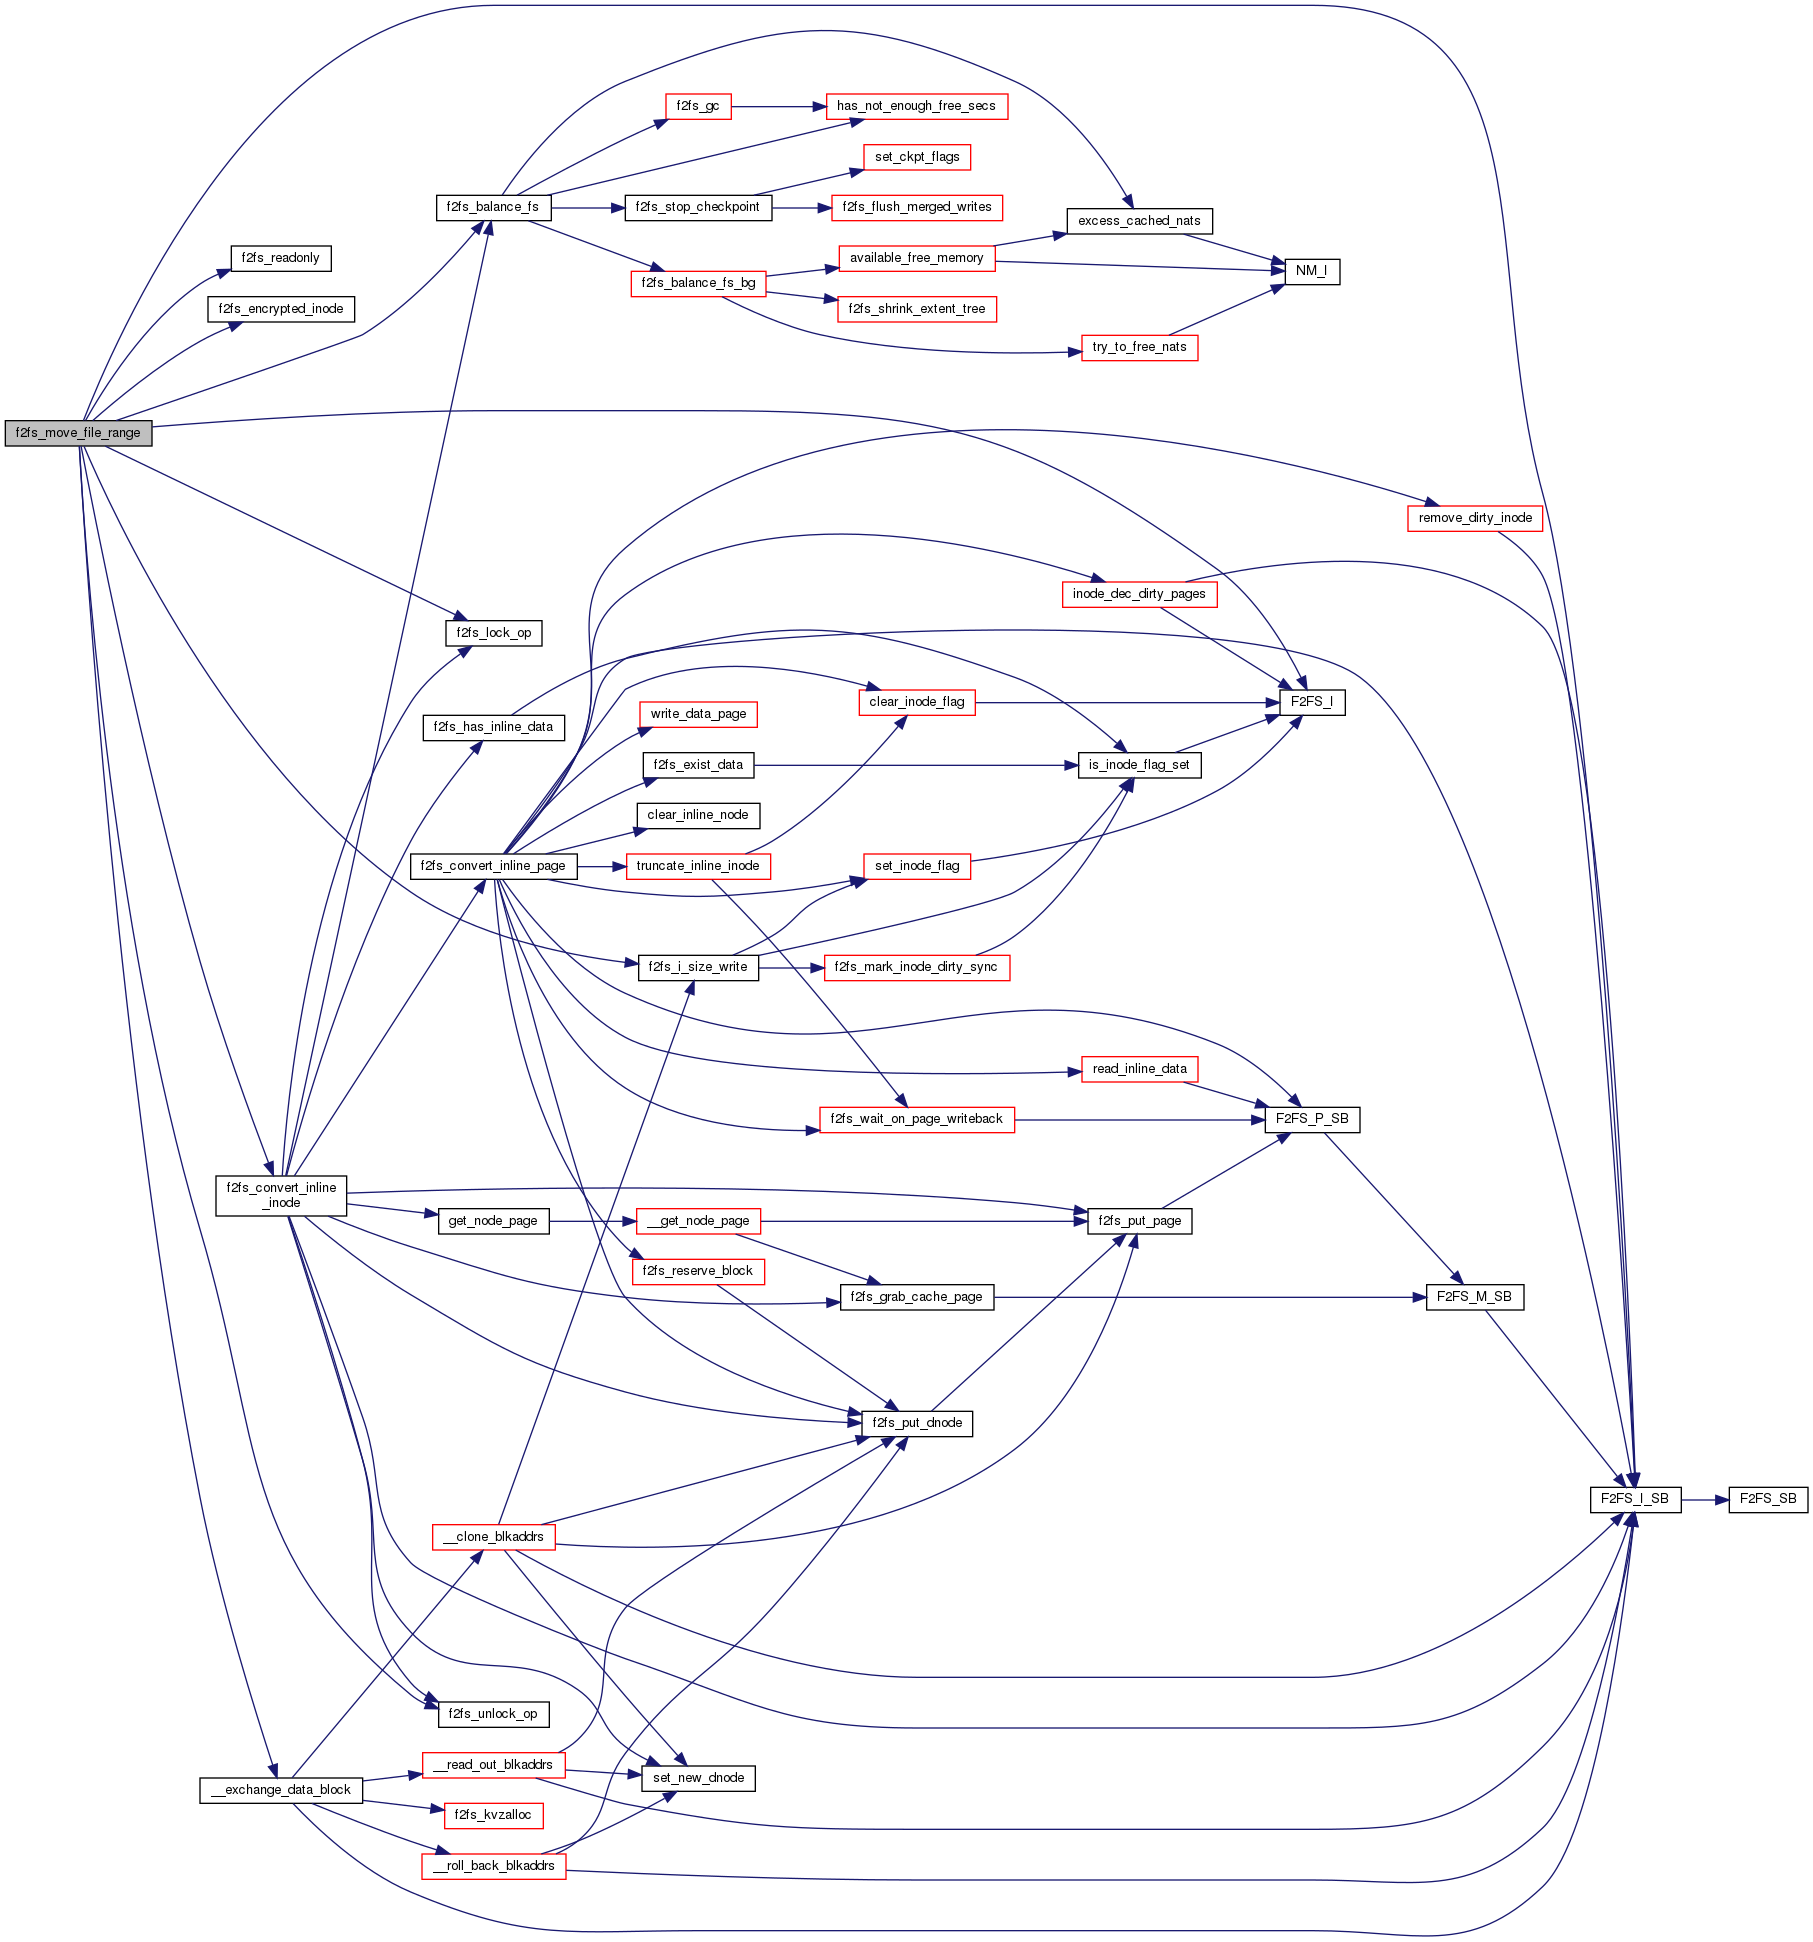 f2fs_gc
has_not_enough_free_secs
set_ckpt_flags
f2fs_balance_fs
f2fs_stop_checkpoint
f2fs_flush_merged_writes
excess_cached_nats
f2fs_readonly
available_free_memory
NM_I
f2fs_balance_fs_bg
f2fs_encrypted_inode
f2fs_shrink_extent_tree
try_to_free_nats
f2fs_move_file_range
remove_dirty_inode
inode_dec_dirty_pages
f2fs_lock_op
clear_inode_flag
F2FS_I
write_data_page
f2fs_has_inline_data
f2fs_exist_data
is_inode_flag_set
clear_inline_node
f2fs_convert_inline_page
truncate_inline_inode
set_inode_flag
f2fs_i_size_write
f2fs_mark_inode_dirty_sync
read_inline_data
f2fs_wait_on_page_writeback
F2FS_P_SB
f2fs_convert_inline
_inode
get_node_page
__get_node_page
f2fs_put_page
f2fs_reserve_block
f2fs_grab_cache_page
F2FS_M_SB
f2fs_put_dnode
F2FS_I_SB
F2FS_SB
__clone_blkaddrs
f2fs_unlock_op
__read_out_blkaddrs
set_new_dnode
__exchange_data_block
f2fs_kvzalloc
__roll_back_blkaddrs